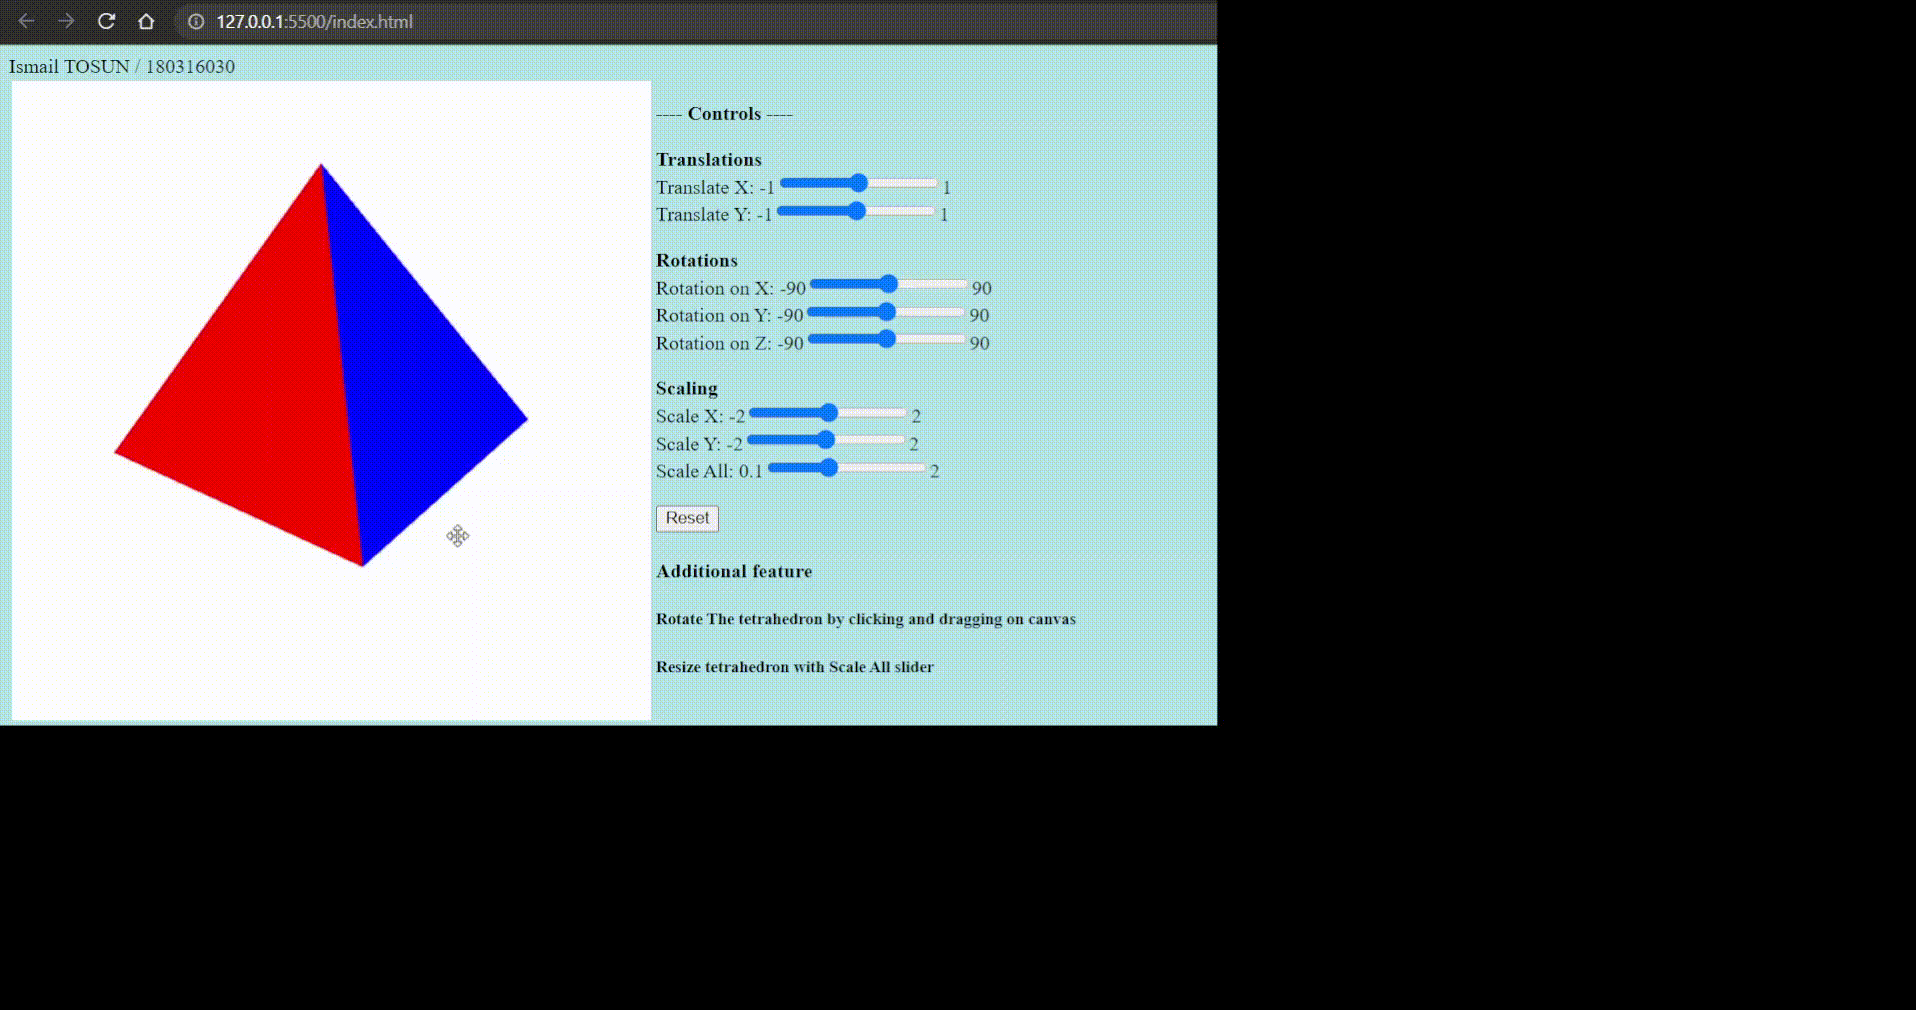 127.0.0.1:5500/index.html
Ismail TOSUN / 180316030
---- Controls ----
Translations
Translate X: -1 1
Translate Y: -1 1
Rotations
Rotation on X: -90 90
Rotation on Y: -90 90
Rotation on Z: -90 90
Scaling
Scale X: -2 2
Scale Y: -2 2
Scale All: 0.1 2
Reset
Additional feature
Rotate The tetrahedron by clicking and dragging on canvas
Resize tetrahedron with Scale All slider